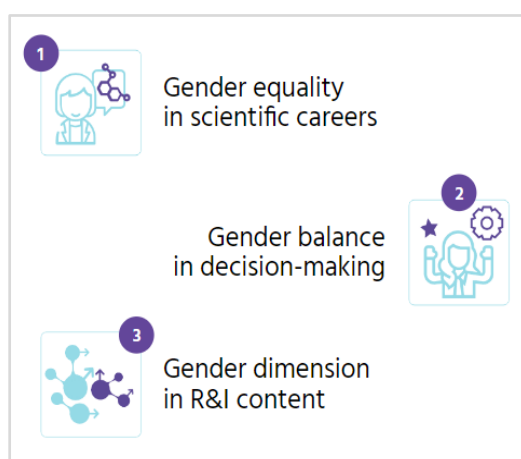 1
Gender equality
in scientific careers
2
Gender balance
in decision-making
3
Gender dimension
in R&I content